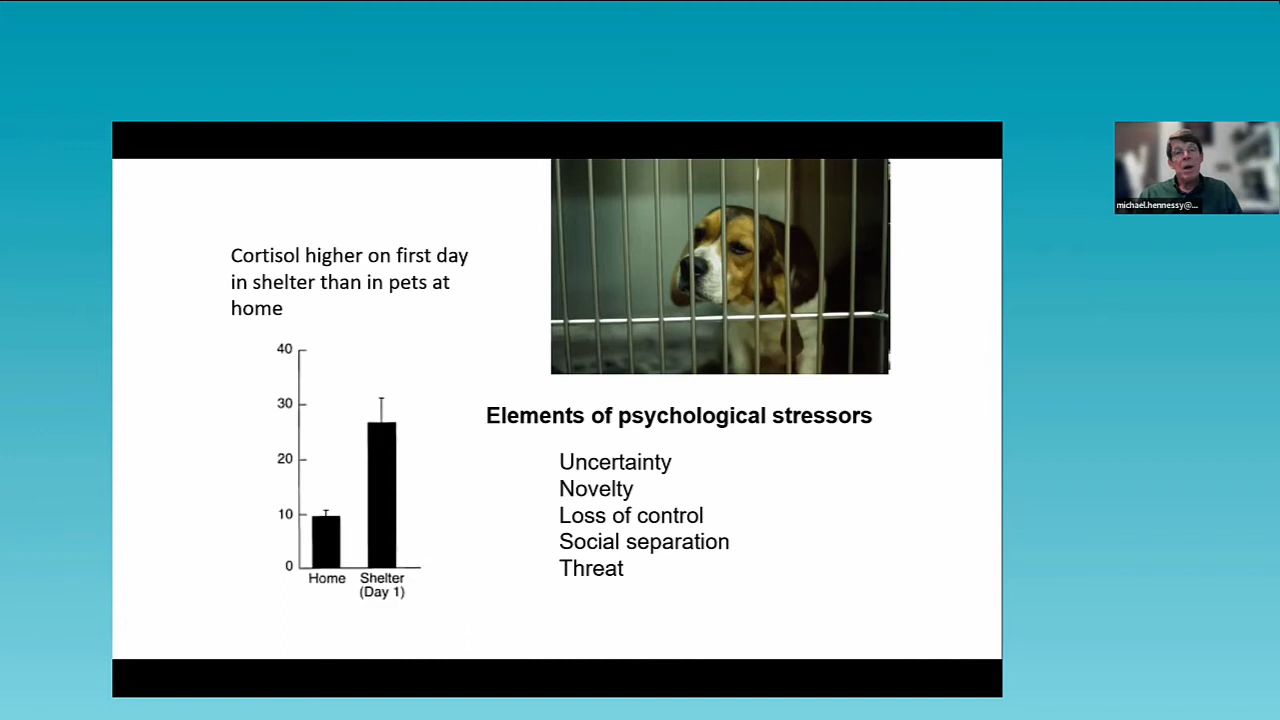 Cortisol higher on first day
in shelter than in pets at
home
40
30
20
10
0
Home
Shelter
(Day 1)
Elements of psychological stressors
Uncertainty
Novelty
Loss of control
Social separation
Threat
michael.hennessy@...